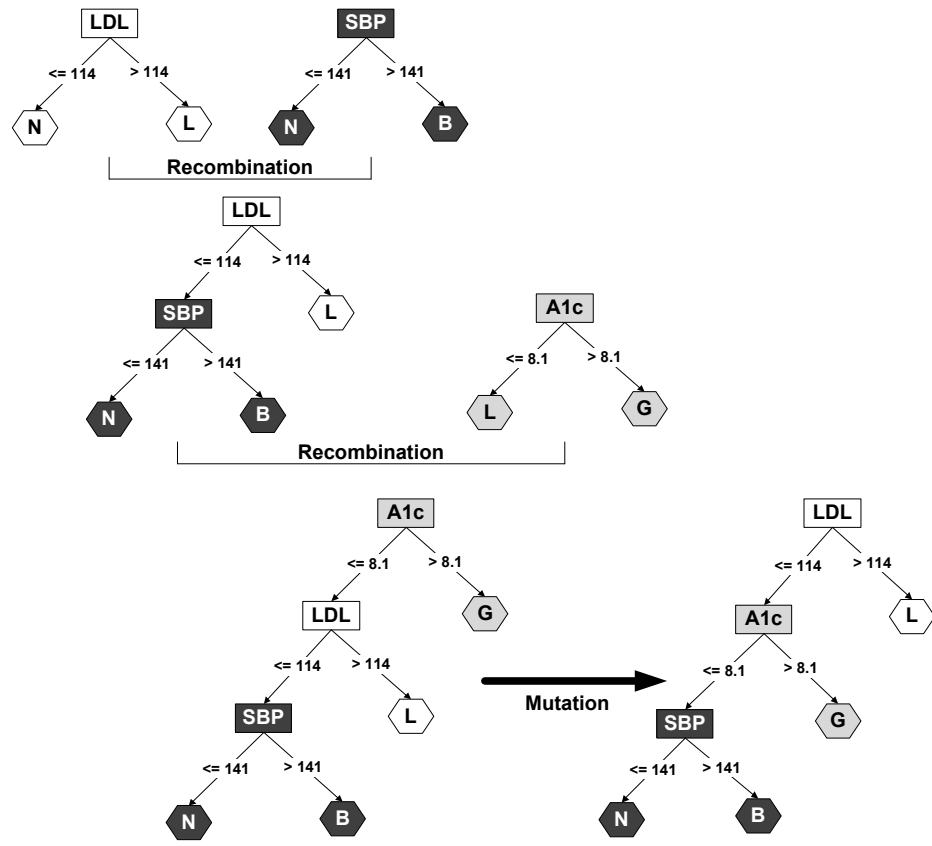 LDL SBP
<= 114 > 114 <= 141 > 141
N L N B
Recombination
LDL
<= 114 > 114
SBP L A1c
<= 141 > 141 <= 8.1 > 8.1
N B L G
Recombination
A1c LDL
<= 8.1 > 8.1 <= 114 > 114
LDL G A1c L
<= 114 > 114 <= 8.1 > 8.1
SBP L Mutation SBP G
<= 141 > 141 <= 141 > 141
N B N B